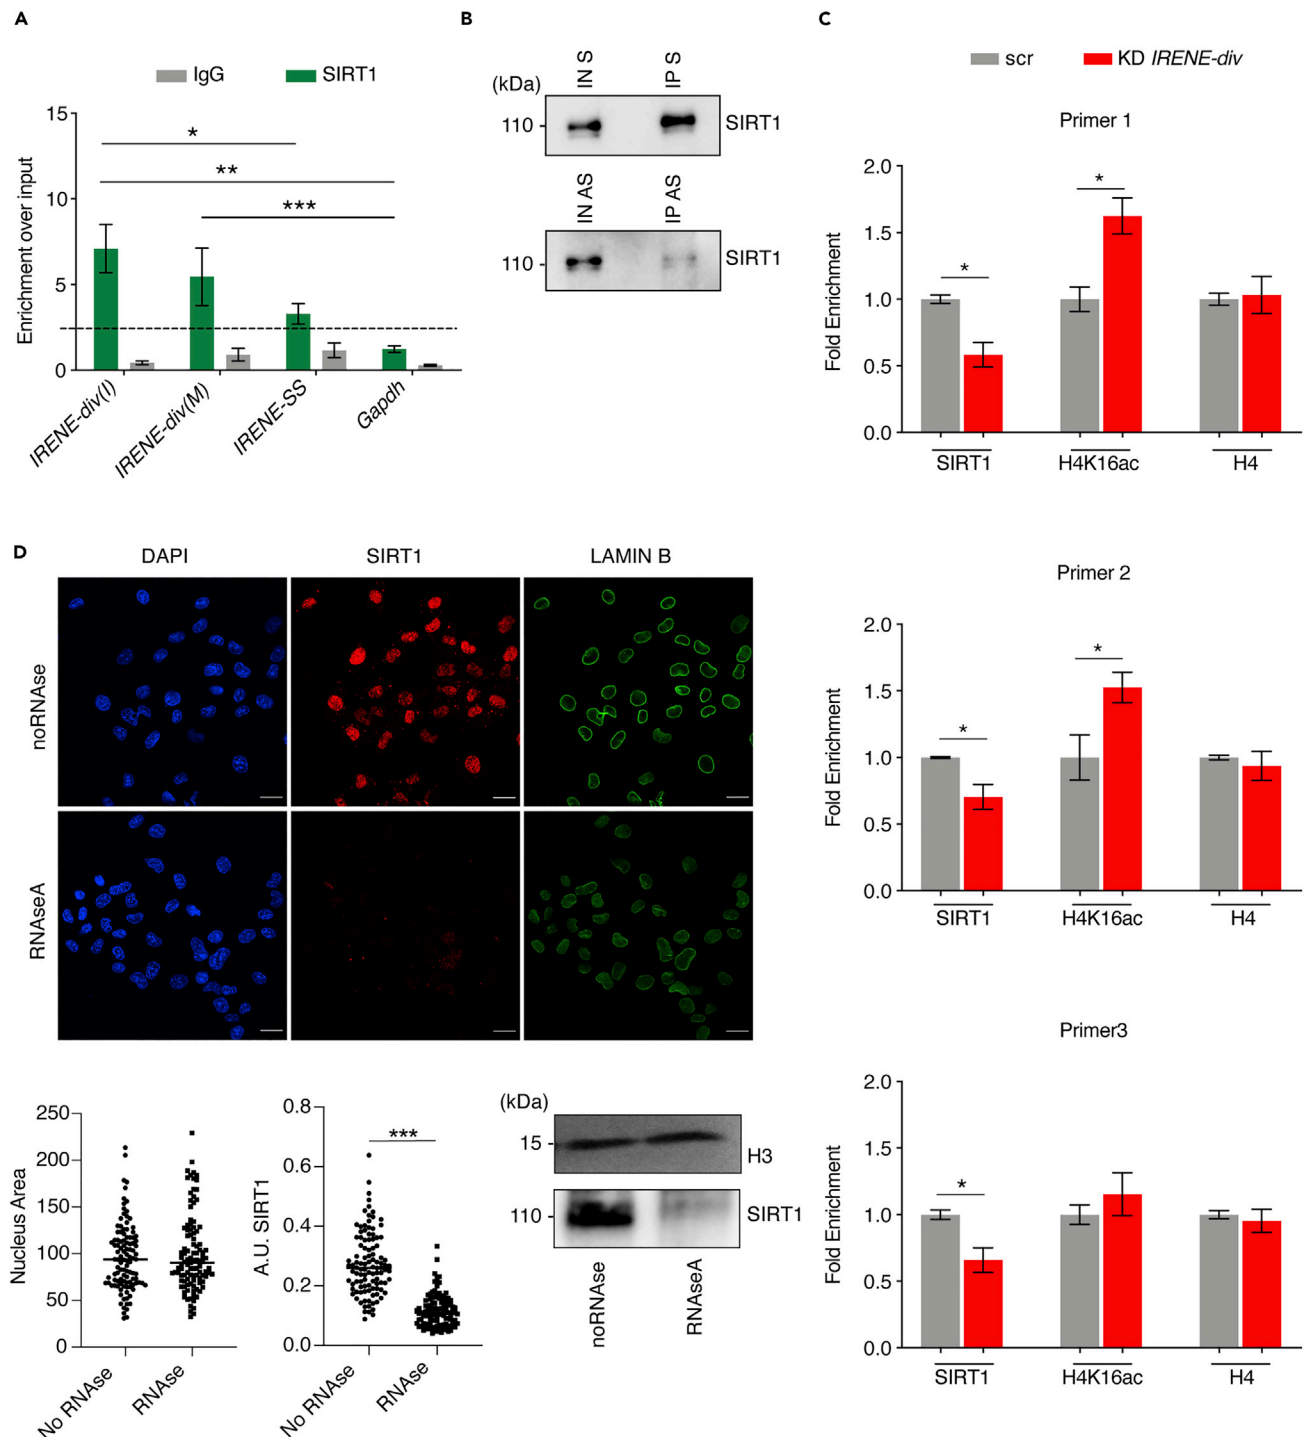 A
IgG
SIRT1
Enrichment over input
15
10
5
0
*
**
***
IRENE-div(I)
IRENE-div(M)
IRENE-SS
Gapdh
B
(kDa)
IN S
IP S
110
SIRT1
IN AS
IP AS
110
SIRT1
C
scr
KD IRENE-div
Primer 1
Fold Enrichment
2.0
1.5
1.0
0.5
0.0
*
*
SIRT1
H4K16ac
H4
Primer 2
Fold Enrichment
2.0
1.5
1.0
0.5
0.0
*
*
SIRT1
H4K16ac
H4
Primer3
Fold Enrichment
2.0
1.5
1.0
0.5
0.0
*
SIRT1
H4K16ac
H4
D
DAPI
SIRT1
LAMIN B
noRNAse
RNAseA
Nucleus Area
250
200
150
100
50
0
No RNAse
RNAse
A.U. SIRT1
0.8
0.6
0.4
0.2
0.0
***
No RNAse
RNAse
(kDa)
15
H3
110
SIRT1
noRNAse
RNAseA